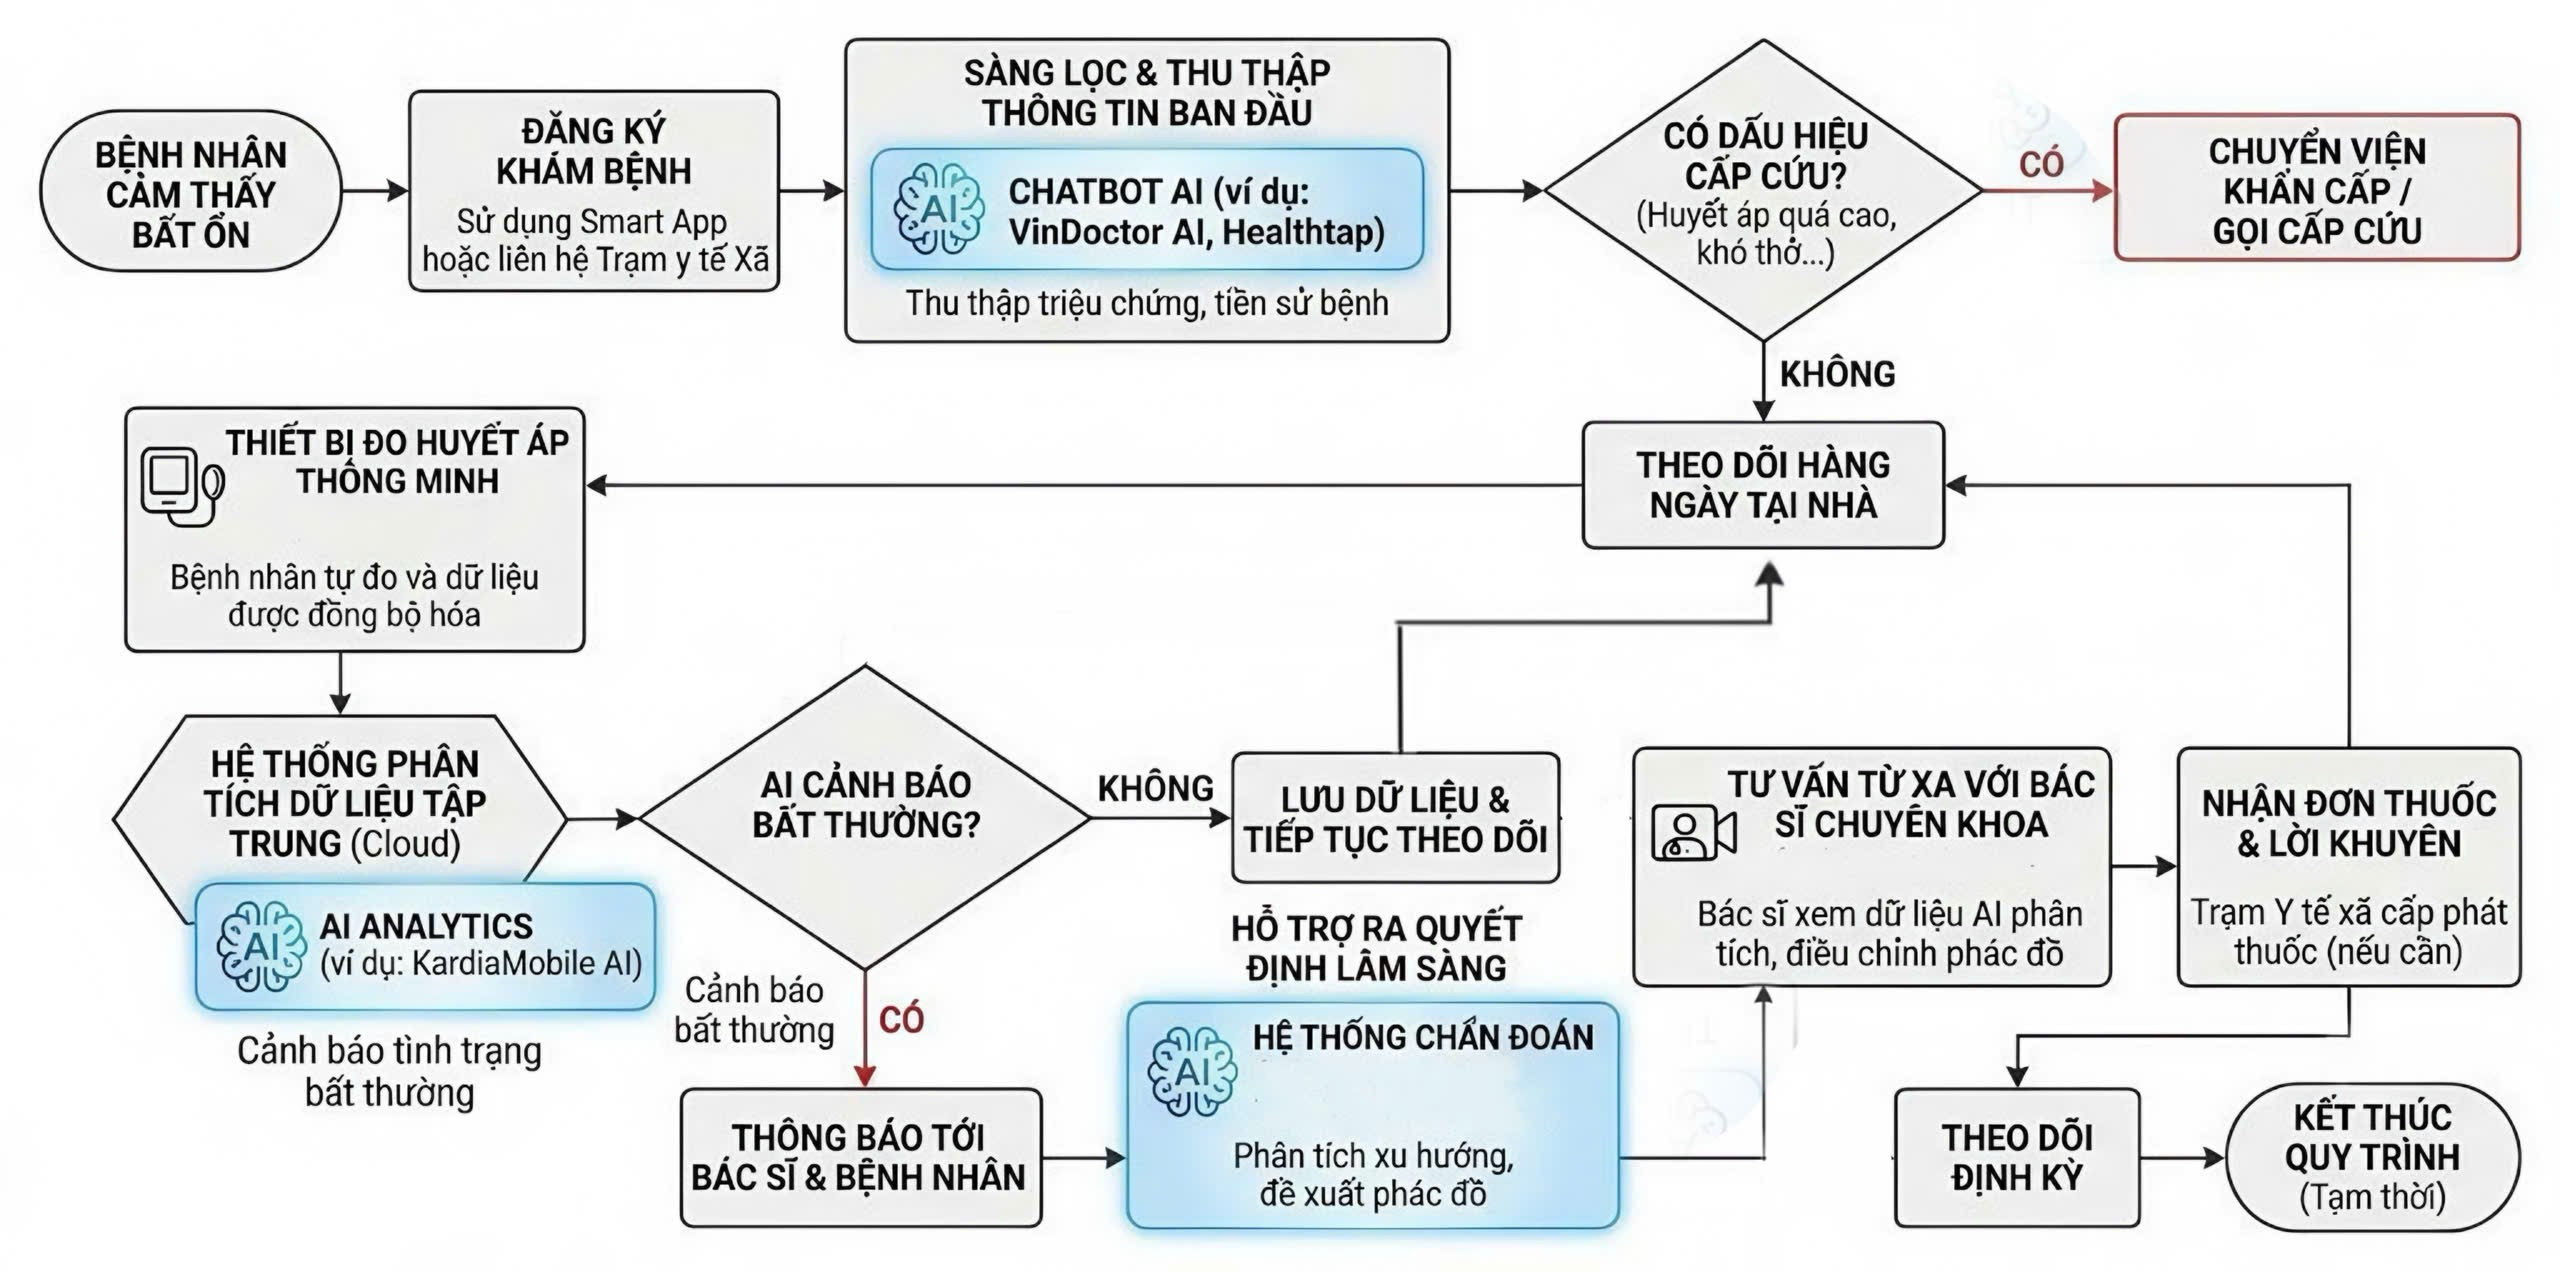 BỆNH NHÂN
CẢM THẤY
BẤT ỔN
ĐĂNG KÝ
KHÁM BỆNH
Sử dụng Smart App
hoặc liên hệ Trạm y tế Xã
SÀNG LỌC & THU THẬP
THÔNG TIN BAN ĐẦU
AI
CHATBOT AI (ví dụ:
VinDoctor AI, Healthtap)
Thu thập triệu chứng, tiền sử bệnh
CÓ DẤU HIỆU
CẤP CỨU?
(Huyết áp quá cao,
khó thở...)
CÓ
CHUYỂN VIỆN
KHẨN CẤP /
GỌI CẤP CỨU
KHÔNG
THEO DÕI HÀNG
NGÀY TẠI NHÀ
THIẾT BỊ ĐO HUYẾT ÁP
THÔNG MINH
Bệnh nhân tự đo và dữ liệu
được đồng bộ hóa
HỆ THỐNG PHÂN
TÍCH DỮ LIỆU TẬP
TRUNG (Cloud)
AI
AI ANALYTICS
(ví dụ: KardiaMobile AI)
Cảnh báo tình trạng
bất thường
AI CẢNH BÁO
BẤT THƯỜNG?
KHÔNG
LƯU DỮ LIỆU &
TIẾP TỤC THEO DÕI
Cảnh báo
bất thường
CÓ
THÔNG BÁO TỚI
BÁC SĨ & BỆNH NHÂN
HỖ TRỢ RA QUYẾT
ĐỊNH LÂM SÀNG
AI
HỆ THỐNG CHẨN ĐOÁN
Phân tích xu hướng,
đề xuất phác đồ
TƯ VẤN TỪ XA VỚI BÁC
SĨ CHUYÊN KHOA
Bác sĩ xem dữ liệu AI phân
tích, điều chỉnh phác đồ
NHẬN ĐƠN THUỐC
& LỜI KHUYÊN
Trạm Y tế xã cấp phát
thuốc (nếu cần)
THEO DÕI
ĐỊNH KỲ
KẾT THÚC
QUY TRÌNH
(Tạm thời)